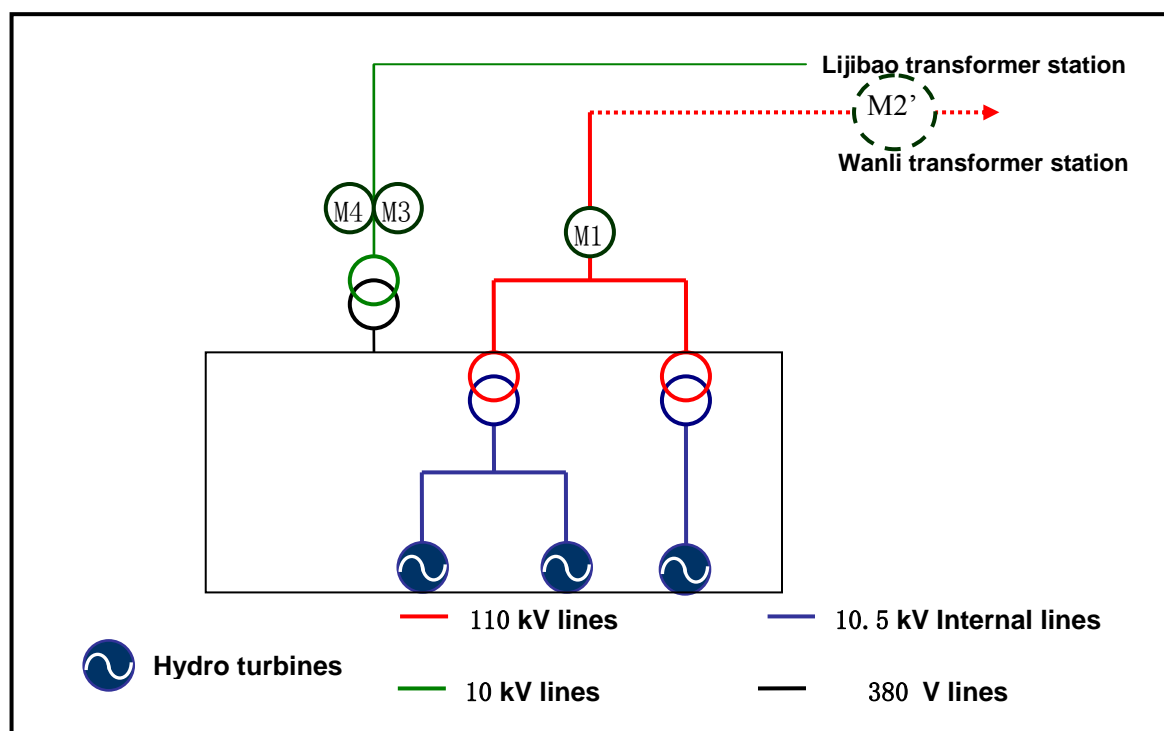 Lijibao transformer station
M2’
Wanli transformer station
M4 M3
M1
110 kV lines
10.5 kV Internal lines
Hydro turbines
10 kV lines
380 V lines